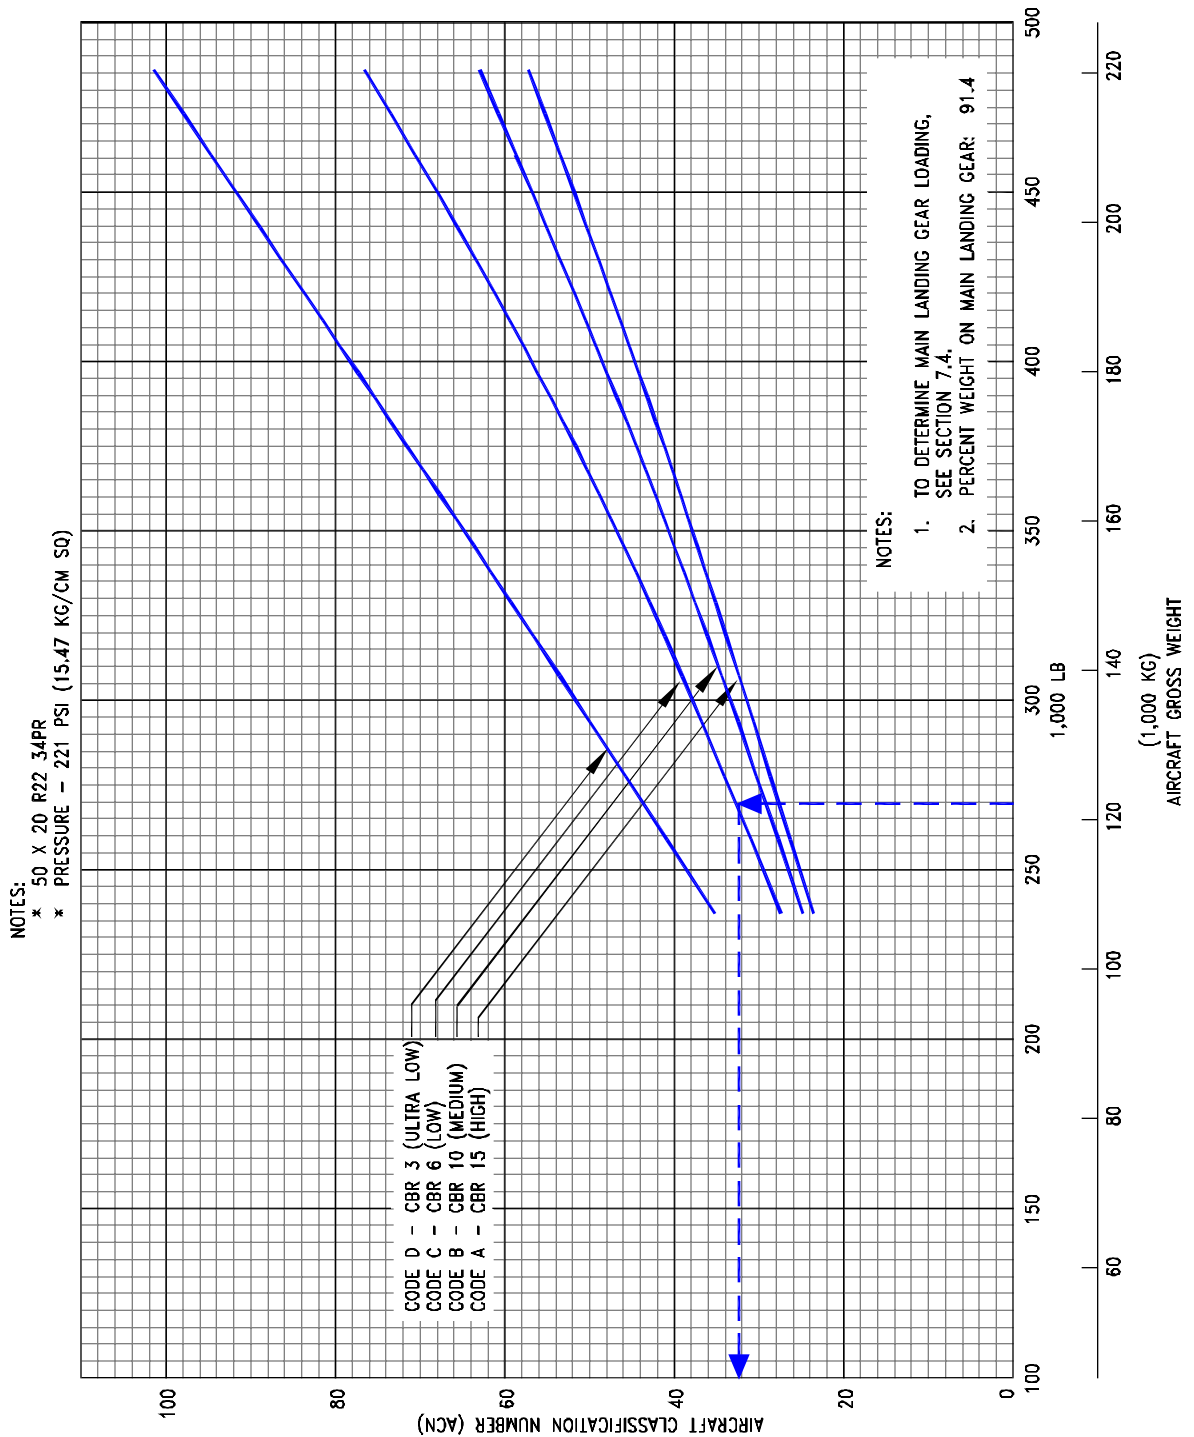 NOTES:
* 50 X 20 R22 34PR
* PRESSURE – 221 PSI (15.47 KG/CM SQ)
AIRCRAFT CLASSIFICATION NUMBER (ACN)
100
80
60
40
20
0
CODE D – CBR 3 (ULTRA LOW)
CODE C – CBR 6 (LOW)
CODE B – CBR 10 (MEDIUM)
CODE A – CBR 15 (HIGH)
NOTES:
1. TO DETERMINE MAIN LANDING GEAR LOADING,
SEE SECTION 7.4.
2. PERCENT WEIGHT ON MAIN LANDING GEAR: 91.4
100 150 200 250 300 350 400 450 500
1,000 LB
60 80 100 120 140 160 180 200 220
(1,000 KG)
AIRCRAFT GROSS WEIGHT